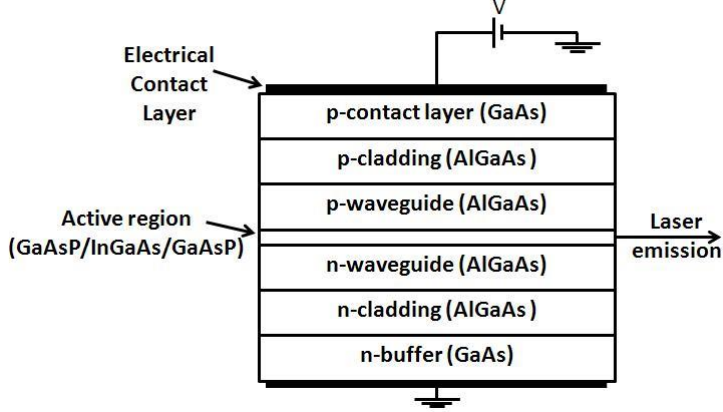 V
Electrical
Contact
Layer
p-contact layer (GaAs)
p-cladding (AlGaAs )
p-waveguide (AlGaAs)
Active region
(GaAsP/InGaAs/GaAsP)
Laser
emission
n-waveguide (AlGaAs)
n-cladding (AlGaAs )
n-buffer (GaAs)